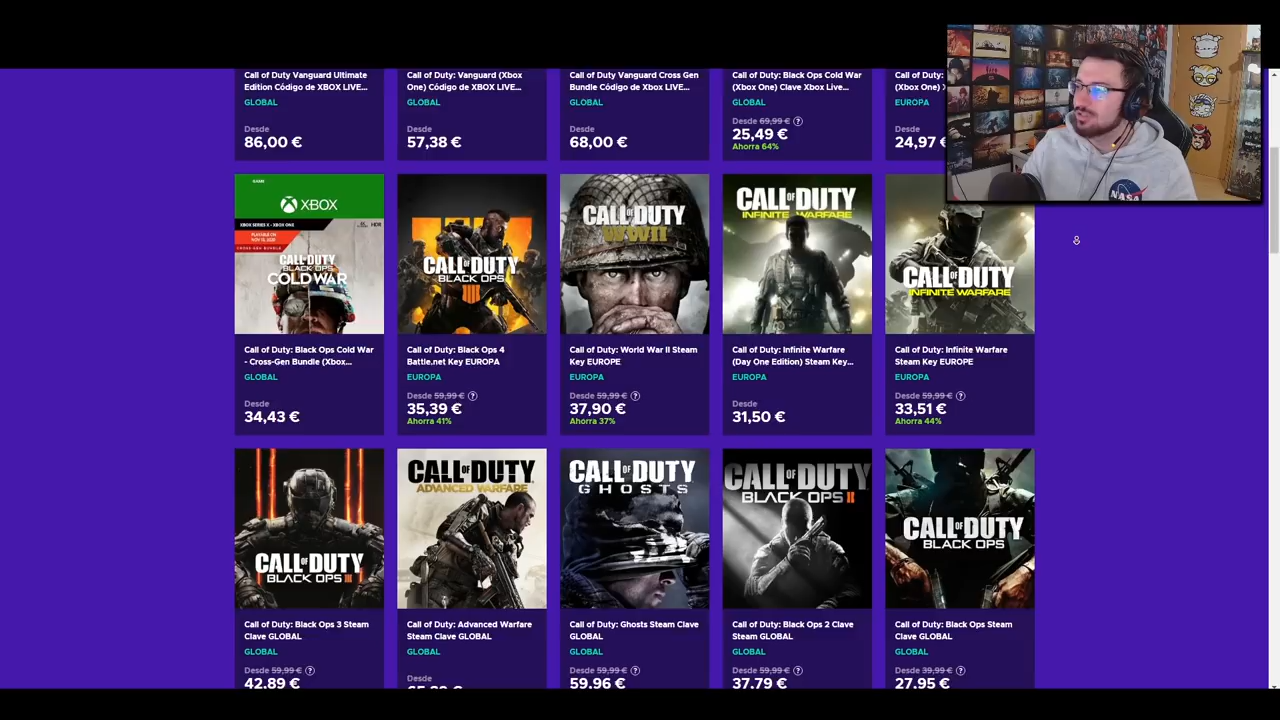 Call of Duty Vanguard Ultimate
Edition Código de XBOX LIVE...
GLOBAL
Desde
86,00 €
Call of Duty: Vanguard (Xbox
One) Código de XBOX LIVE...
GLOBAL
Desde
57,38 €
Call of Duty Vanguard Cross Gen
Bundle Código de Xbox LIVE...
GLOBAL
Desde
68,00 €
Call of Duty: Black Ops Cold War
(Xbox One) Clave Xbox Live...
GLOBAL
Desde 69,99 € ?
25,49 €
Ahorra 64%
Call of Duty:
(Xbox One)
EUROPA
Desde
24,97
NASA
GAME
XBOX
XBOX SERIES X · XBOX ONE
HDR
CROSS-GEN BUNDLE
CALL OF DUTY
BLACK OPS
COLD WAR
Call of Duty: Black Ops Cold War
- Cross-Gen Bundle (Xbox...
GLOBAL
Desde
34,43 €
CALL OF DUTY
BLACK OPS
IIII
Call of Duty: Black Ops 4
Battle.net Key EUROPA
EUROPA
Desde 59,99 € ?
35,39 €
Ahorra 41%
CALL OF DUTY
WWII
Call of Duty: World War II Steam
Key EUROPE
EUROPA
Desde 59,99 € ?
37,90 €
Ahorra 37%
CALL OF DUTY
INFINITE WARFARE
Call of Duty: Infinite Warfare
(Day One Edition) Steam Key...
EUROPA
Desde
31,50 €
CALL OF DUTY
INFINITE WARFARE
Call of Duty: Infinite Warfare
Steam Key EUROPE
EUROPA
Desde 59,99 € ?
33,51 €
Ahorra 44%
CALL OF DUTY
BLACK OPS III
Call of Duty: Black Ops 3 Steam
Clave GLOBAL
GLOBAL
Desde 59,99 € ?
42,89 €
CALL OF DUTY
ADVANCED WARFARE
Call of Duty: Advanced Warfare
Steam Clave GLOBAL
GLOBAL
Desde
CALL OF DUTY
GHOSTS
Call of Duty: Ghosts Steam Clave
GLOBAL
GLOBAL
Desde 59,99 € ?
59,96 €
CALL OF DUTY
BLACK OPS II
Call of Duty: Black Ops 2 Clave
Steam GLOBAL
GLOBAL
Desde 59,99 € ?
37,79 €
CALL OF DUTY
BLACK OPS
Call of Duty: Black Ops Steam
Clave GLOBAL
GLOBAL
Desde 39,99 € ?
27,95 €